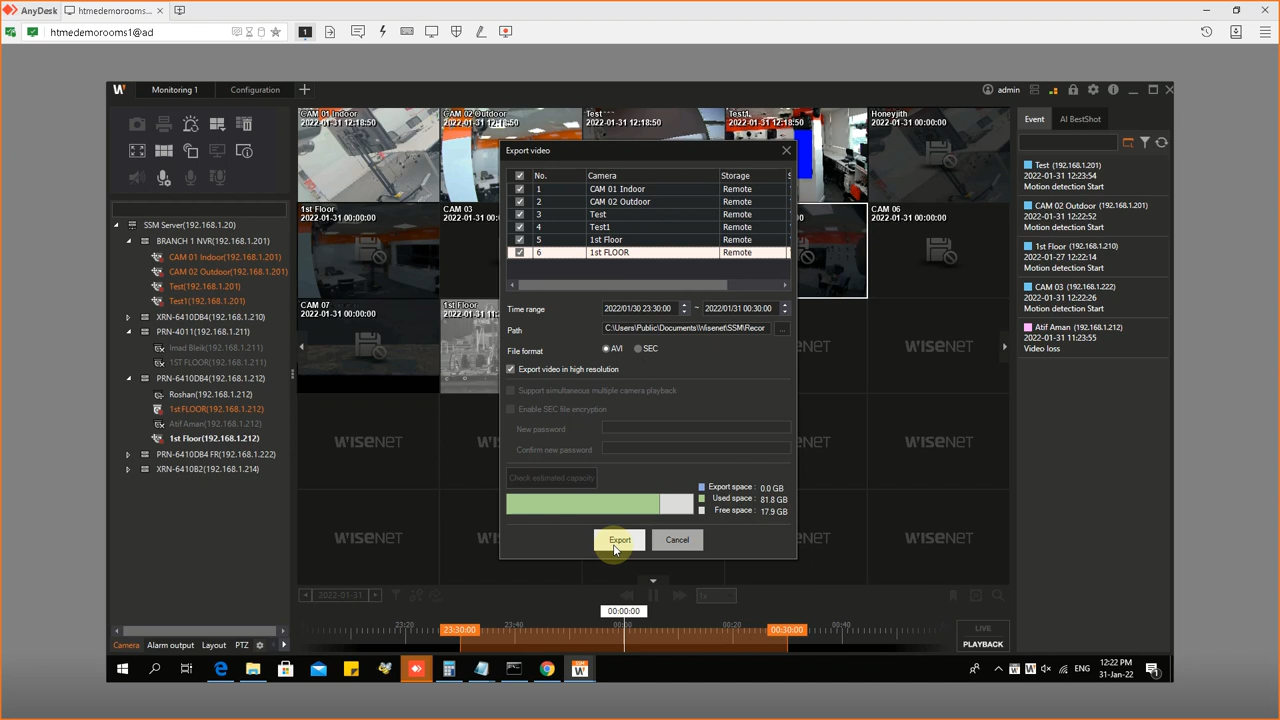 AnyDesk
htmedemorooms...
htmedemorooms1@ad
1
Monitoring 1
Configuration
admin
CAM 01 Indoor
2022-01-31 12:18:50
CAM 02 Outdoor
2022-01-31 12:18:50
Test
2022-01-31 12:18:50
Test1
2022-01-31 12:18:50
Honeyjith
2022-01-31 00:00:00
1st Floor
2022-01-31 00:00:00
CAM 03
2022-01-31
00:00
CAM 06
CAM 07
1st Floor
2022-01-31
WISENET
WISENET
WISENET
WISENET
WISENET
SSM Server(192.168.1.20)
BRANCH 1 NVR(192.168.1.201)
CAM 01 Indoor(192.168.1.201)
CAM 02 Outdoor(192.168.1.201)
Test(192.168.1.201)
Test1(192.168.1.201)
XRN-6410DB4(192.168.1.210)
PRN-4011(192.168.1.211)
Imad Bleik(192.168.1.211)
1ST FLOOR(192.168.1.211)
PRN-6410DB4(192.168.1.212)
Roshan(192.168.1.212)
1st FLOOR(192.168.1.212)
Atif Aman(192.168.1.212)
1st Floor(192.168.1.212)
PRN-6410DB4 FR(192.168.1.222)
XRN-6410B2(192.168.1.214)
Camera
Alarm output
Layout
PTZ
Export video
No.
Camera
Storage
1
CAM 01 Indoor
Remote
2
CAM 02 Outdoor
Remote
3
Test
Remote
4
Test1
Remote
5
1st Floor
Remote
6
1st FLOOR
Remote
Time range
2022/01/30 23:30:00
~
2022/01/31 00:30:00
Path
C:\Users\Public\Documents\Wisenet\SSM\Recor
...
File format
AVI
SEC
Export video in high resolution
Support simultaneous multiple camera playback
Enable SEC file encryption
New password
Confirm new password
Check estimated capacity
Export space : 0.0 GB
Used space : 81.8 GB
Free space : 17.9 GB
Export
Cancel
Event
AI BestShot
Test (192.168.1.201)
2022-01-31 12:23:54
Motion detection Start
CAM 02 Outdoor (192.168.1.201)
2022-01-31 12:22:52
Motion detection Start
1st Floor (192.168.1.210)
2022-01-27 12:22:14
Motion detection Start
CAM 03 (192.168.1.222)
2022-01-31 12:22:26
Motion detection Start
Atif Aman (192.168.1.212)
2022-01-31 11:23:55
Video loss
2022-01-31
1x
00:00:00
23:20
23:30:00
23:40
00:00
00:20
00:30:00
00:40
LIVE
PLAYBACK
ENG
12:22 PM
31-Jan-22
1